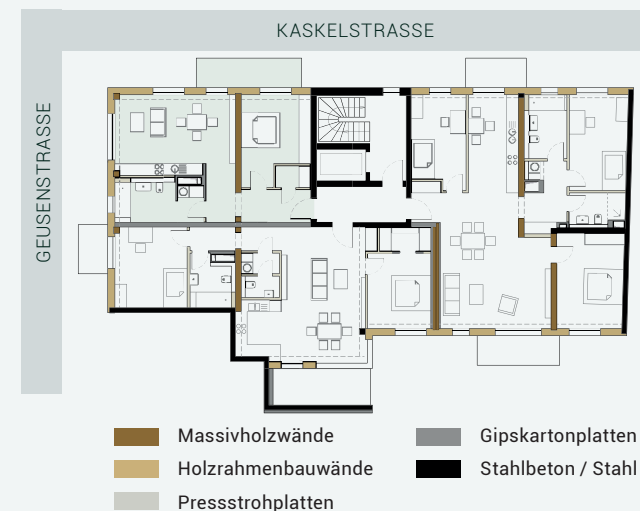 KASKELSTRASSE
GEUSENSTRASSE
Massivholzwände
Holzrahmenbauwände
Pressstrohplatten
Gipskartonplatten
Stahlbeton / Stahl